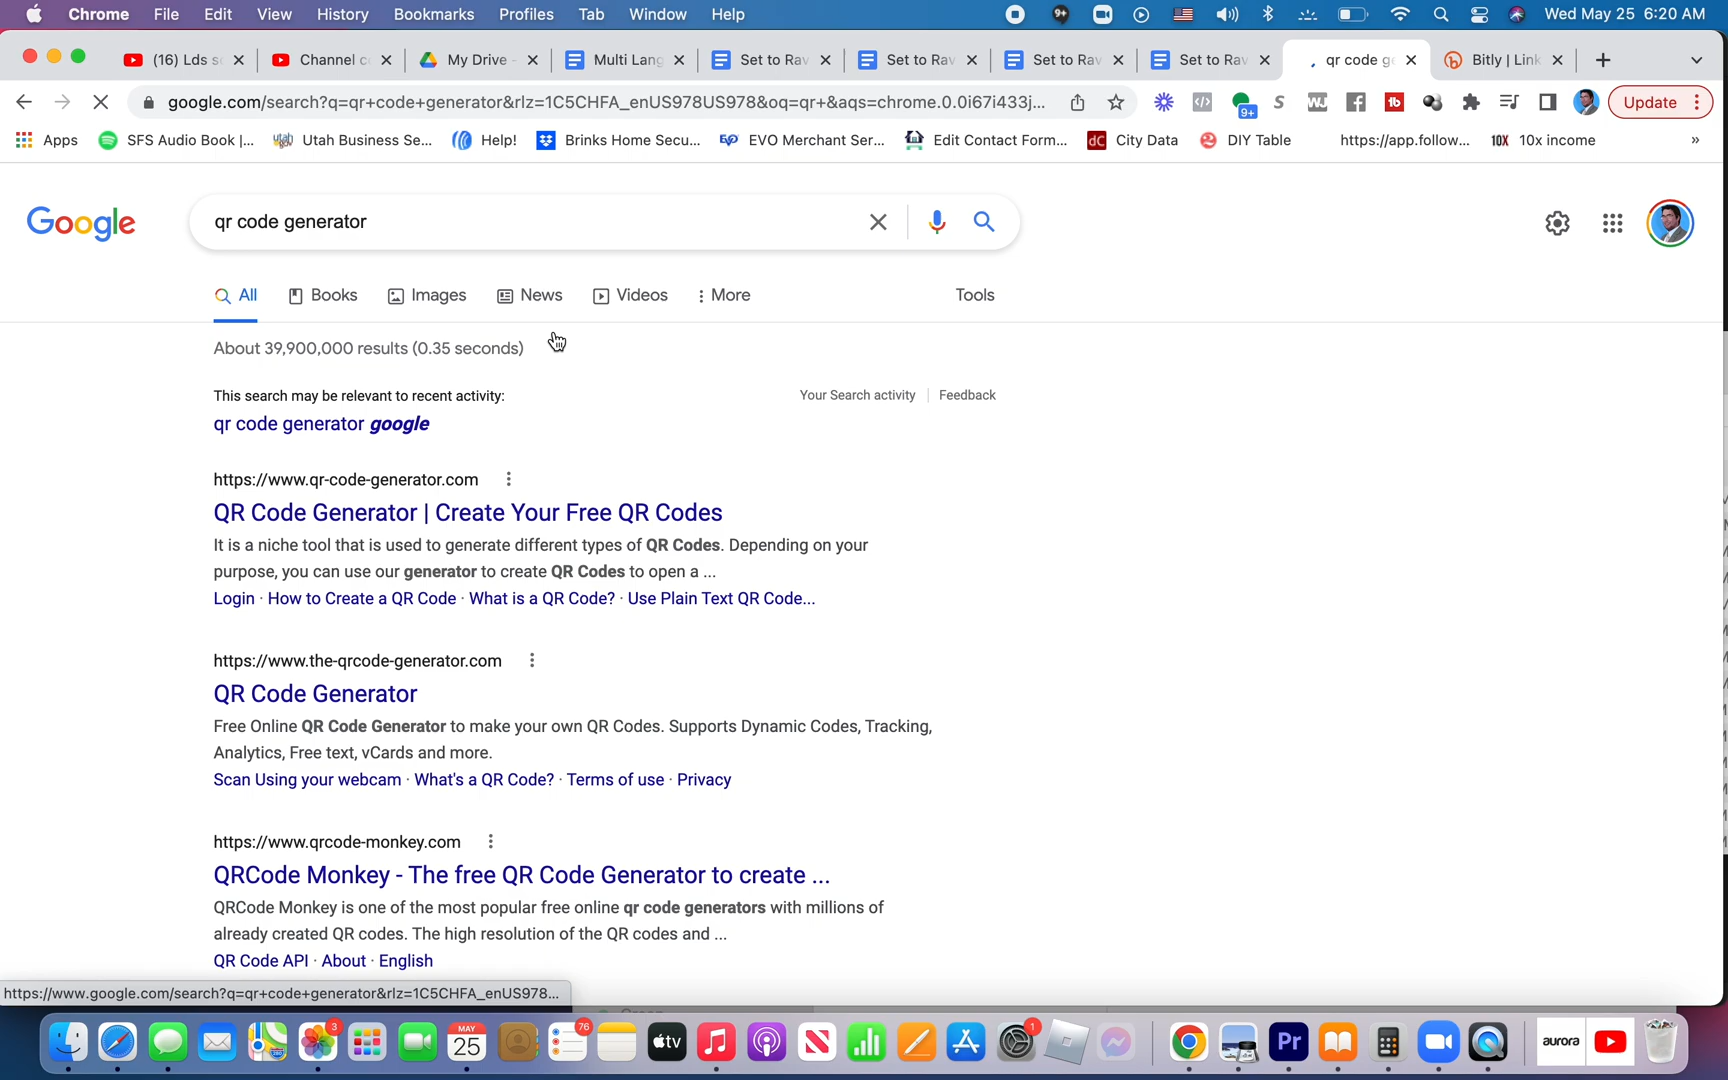 Chrome File Edit View History Bookmarks Profiles Tab Window Help 9+ Wed May 25 6:20 AM
(16) Lds s Channel c My Drive - Multi Lang Set to Rav Set to Rav Set to Rav Set to Rav qr code ge Bitly | Link
google.com/search?q=qr+code+generator&rlz=1C5CHFA_enUS978US978&oq=qr+&aqs=chrome.0.0i67i433j... 9+ Update
Apps SFS Audio Book |... Utah Business Se... Help! Brinks Home Secu... EVO Merchant Ser... Edit Contact Form... dC City Data DIY Table https://app.follow... 10X 10x income »
Google qr code generator
All Books Images News Videos More Tools
About 39,900,000 results (0.35 seconds)
This search may be relevant to recent activity: Your Search activity Feedback
qr code generator google
https://www.qr-code-generator.com
QR Code Generator | Create Your Free QR Codes
It is a niche tool that is used to generate different types of QR Codes. Depending on your
purpose, you can use our generator to create QR Codes to open a ...
Login · How to Create a QR Code · What is a QR Code? · Use Plain Text QR Code...
https://www.the-qrcode-generator.com
QR Code Generator
Free Online QR Code Generator to make your own QR Codes. Supports Dynamic Codes, Tracking,
Analytics, Free text, vCards and more.
Scan Using your webcam · What's a QR Code? · Terms of use · Privacy
https://www.qrcode-monkey.com
QRCode Monkey - The free QR Code Generator to create ...
QRCode Monkey is one of the most popular free online qr code generators with millions of
already created QR codes. The high resolution of the QR codes and ...
QR Code API · About · English
https://www.google.com/search?q=qr+code+generator&rlz=1C5CHFA_enUS978...
3 MAY 25 76 tv 1 Pr aurora